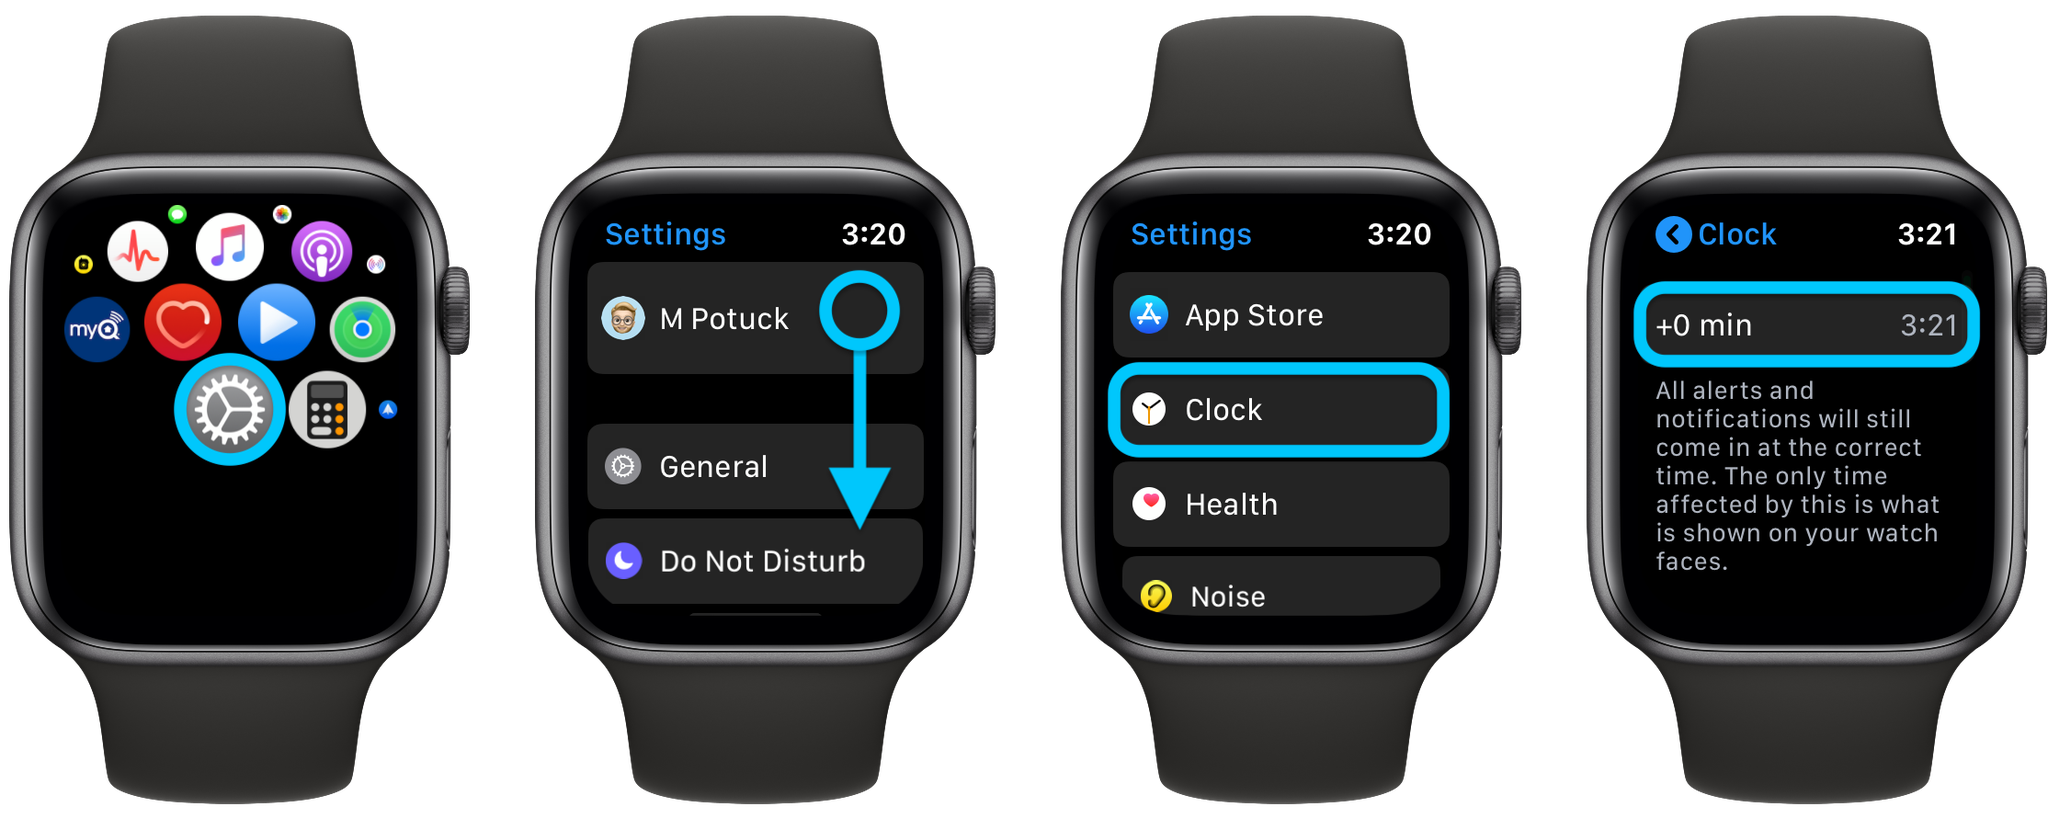 myQ
Settings 3:20
M Potuck
General
Do Not Disturb
Settings 3:20
App Store
Clock
Health
Noise
Clock 3:21
+0 min 3:21
All alerts and
notifications will still
come in at the correct
time. The only time
affected by this is what
is shown on your watch
faces.